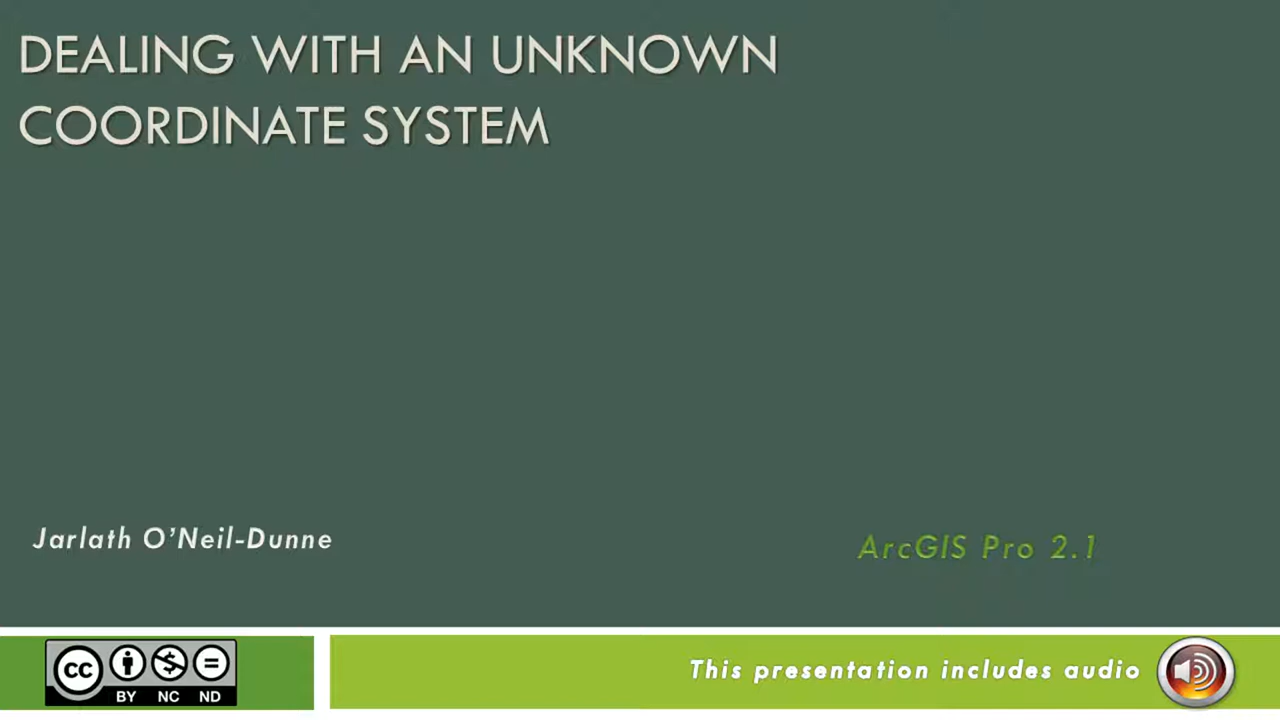 DEALING WITH AN UNKNOWN
COORDINATE SYSTEM
Jarlath O’Neil-Dunne
ArcGIS Pro 2.1
This presentation includes audio
cc
BY NC ND